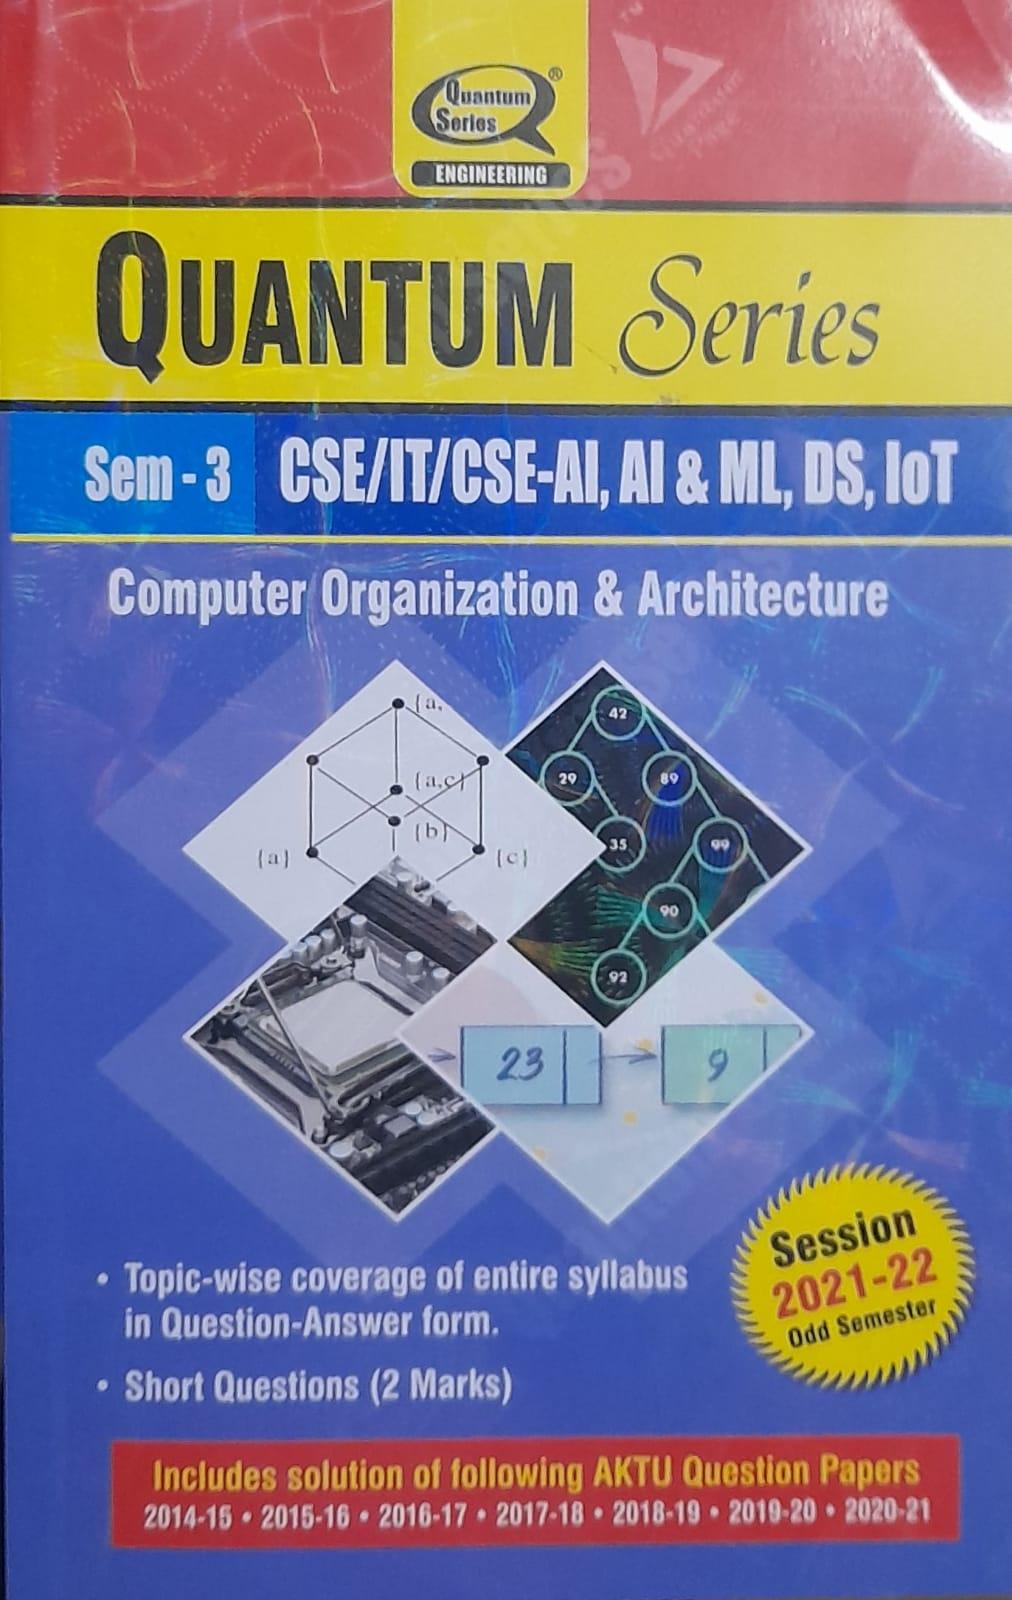 Quantum
Series
®
ENGINEERING
QUANTUM Series
Sem - 3 CSE/IT/CSE-AI, AI & ML, DS, IoT
Computer Organization & Architecture
{a,
{a,c}
{b}
{a}
{c}
42
29
89
35
99
90
92
23
9
Session
2021-22
Odd Semester
• Topic-wise coverage of entire syllabus
in Question-Answer form.
• Short Questions (2 Marks)
Includes solution of following AKTU Question Papers
2014-15 • 2015-16 • 2016-17 • 2017-18 • 2018-19 • 2019-20 • 2020-21